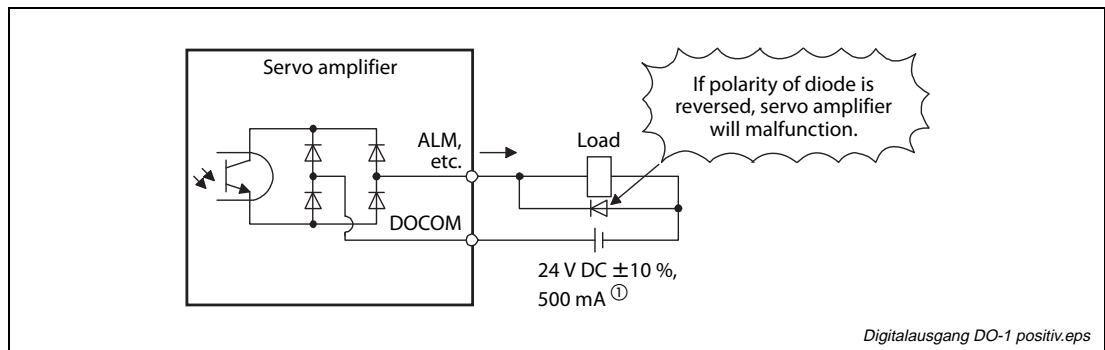 Servo amplifier
If polarity of diode is
reversed, servo amplifier
will malfunction.
ALM,
etc.
Load
DOCOM
24 V DC ±10 %,
500 mA ①
Digitalausgang DO-1 positiv.eps